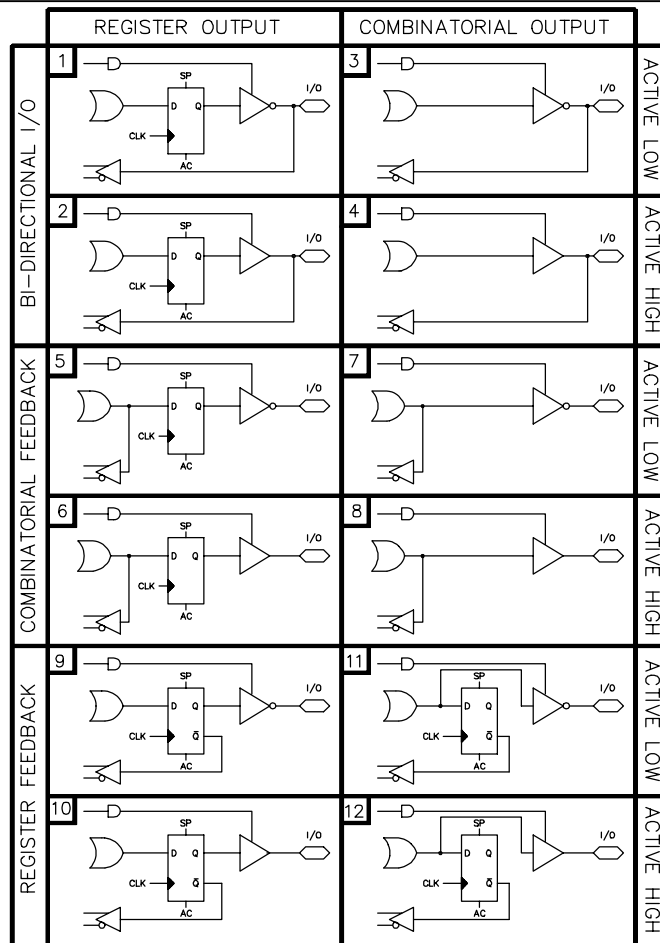 REGISTER OUTPUT
COMBINATORIAL OUTPUT
BI-DIRECTIONAL I/O
1
SP
D Q
CLK
AC
I/O
3
I/O
ACTIVE LOW
2
SP
D Q
CLK
AC
I/O
4
I/O
ACTIVE HIGH
COMBINATORIAL FEEDBACK
5
SP
D Q
CLK
AC
I/O
7
I/O
ACTIVE LOW
6
SP
D Q
CLK
AC
I/O
8
I/O
ACTIVE HIGH
REGISTER FEEDBACK
9
SP
D Q
CLK
Q̅
AC
I/O
11
SP
D Q
CLK
Q̅
AC
I/O
ACTIVE LOW
10
SP
D Q
CLK
Q̅
AC
I/O
12
SP
D Q
CLK
Q̅
AC
I/O
ACTIVE HIGH